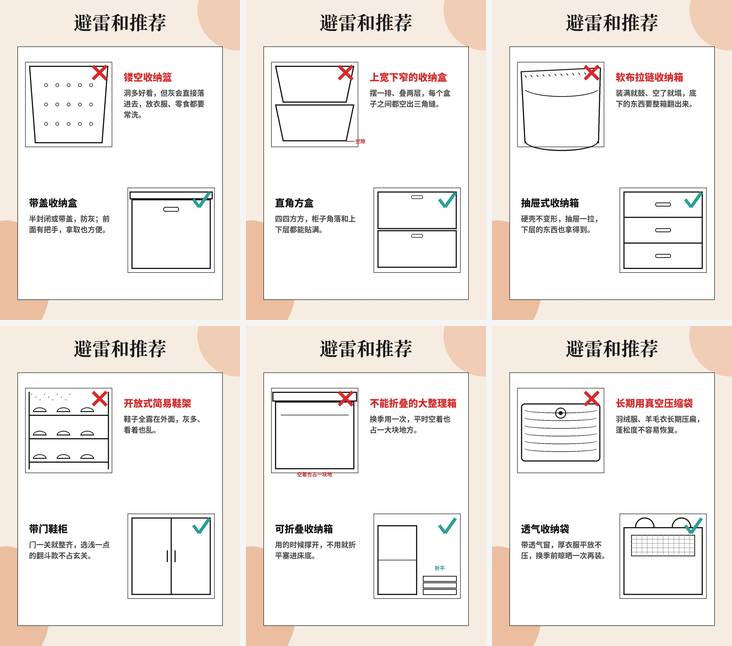 避雷和推荐
镂空收纳篮
洞多好看，但灰会直接落
进去，放衣服、零食都要
常洗。
带盖收纳盒
半封闭或带盖，防灰；前
面有把手，拿取也方便。
避雷和推荐
上宽下窄的收纳盒
摆一排、叠两层，每个盒
子之间都空出三角缝。
空隙
直角方盒
四四方方，柜子角落和上
下层都能贴满。
避雷和推荐
软布拉链收纳箱
装满就鼓、空了就塌，底
下的东西要整箱翻出来。
抽屉式收纳箱
硬壳不变形，抽屉一拉，
下层的东西也拿得到。
避雷和推荐
开放式简易鞋架
鞋子全露在外面，灰多、
看着也乱。
带门鞋柜
门一关就整齐，选浅一点
的翻斗款不占玄关。
避雷和推荐
不能折叠的大整理箱
换季用一次，平时空着也
占一大块地方。
空着也占一块地
可折叠收纳箱
用的时候撑开，不用就折
平塞进床底。
折平
避雷和推荐
长期用真空压缩袋
羽绒服、羊毛衣长期压扁，
蓬松度不容易恢复。
透气收纳袋
带透气窗，厚衣服平放不
压，换季前晾晒一次再装。